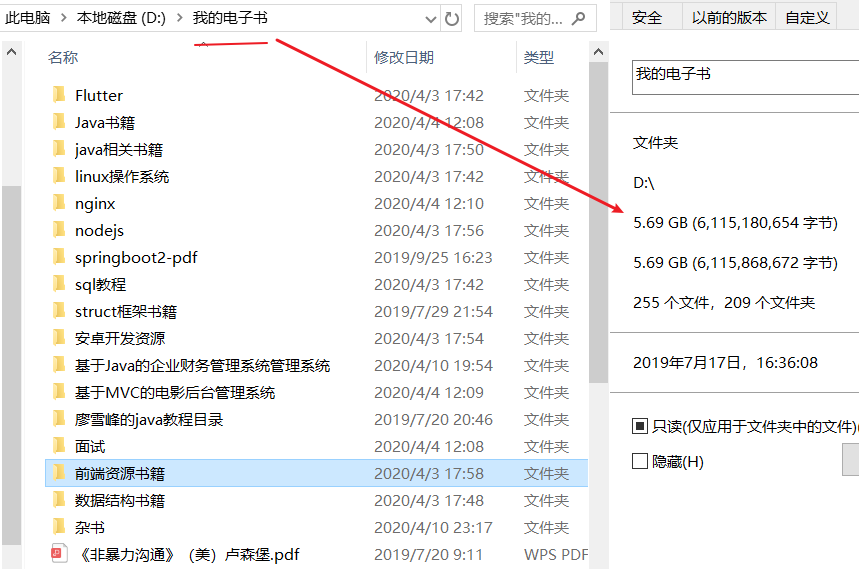 此电脑 > 本地磁盘 (D:) > 我的电子书
搜索"我的...
名称 修改日期 类型
Flutter 2020/4/3 17:42 文件夹
Java书籍 2020/4/4 12:08 文件夹
java相关书籍 2020/4/3 17:50 文件夹
linux操作系统 2020/4/3 17:42 文件夹
nginx 2020/4/4 12:10 文件夹
nodejs 2020/4/3 17:56 文件夹
springboot2-pdf 2019/9/25 16:23 文件夹
sql教程 2020/4/3 17:42 文件夹
struct框架书籍 2019/7/29 21:54 文件夹
安卓开发资源 2020/4/3 17:54 文件夹
基于Java的企业财务管理系统管理系统 2020/4/10 19:54 文件夹
基于MVC的电影后台管理系统 2020/4/4 12:09 文件夹
廖雪峰的java教程目录 2019/7/20 20:46 文件夹
面试 2020/4/4 12:08 文件夹
前端资源书籍 2020/4/3 17:58 文件夹
数据结构书籍 2020/4/3 17:48 文件夹
杂书 2020/4/10 23:17 文件夹
《非暴力沟通》（美）卢森堡.pdf 2019/7/20 9:11 WPS PDF
安全 以前的版本 自定义
我的电子书
文件夹
D:\
5.69 GB (6,115,180,654 字节)
5.69 GB (6,115,868,672 字节)
255 个文件，209 个文件夹
2019年7月17日，16:36:08
只读(仅应用于文件夹中的文件)(
隐藏(H)